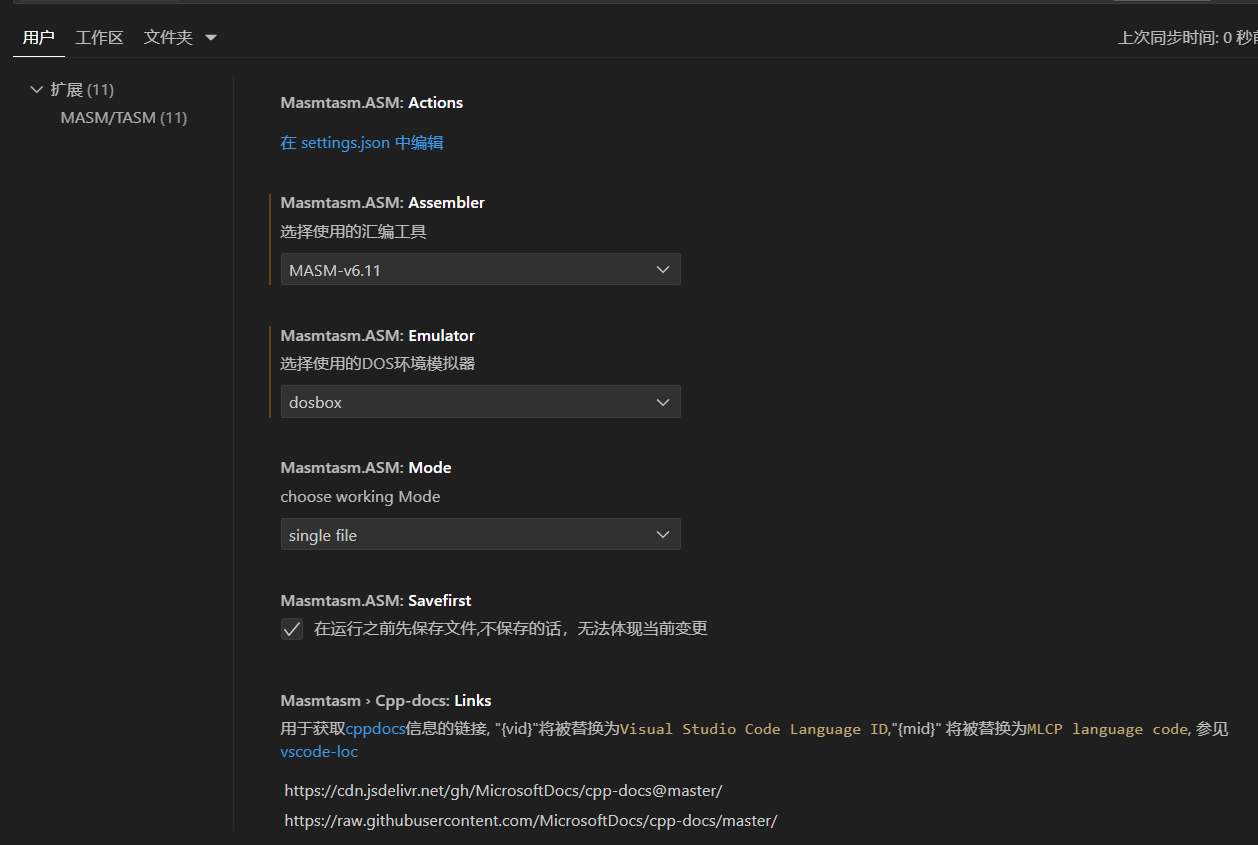 用户 工作区 文件夹
上次同步时间: 0 秒前
扩展 (11)
MASM/TASM (11)
Masmtasm.ASM: Actions
在 settings.json 中编辑
Masmtasm.ASM: Assembler
选择使用的汇编工具
MASM-v6.11
Masmtasm.ASM: Emulator
选择使用的DOS环境模拟器
dosbox
Masmtasm.ASM: Mode
choose working Mode
single file
Masmtasm.ASM: Savefirst
在运行之前先保存文件,不保存的话，无法体现当前变更
Masmtasm › Cpp-docs: Links
用于获取cppdocs信息的链接, "{vid}"将被替换为Visual Studio Code Language ID,"{mid}" 将被替换为MLCP language code, 参见
vscode-loc
https://cdn.jsdelivr.net/gh/MicrosoftDocs/cpp-docs@master/
https://raw.githubusercontent.com/MicrosoftDocs/cpp-docs/master/